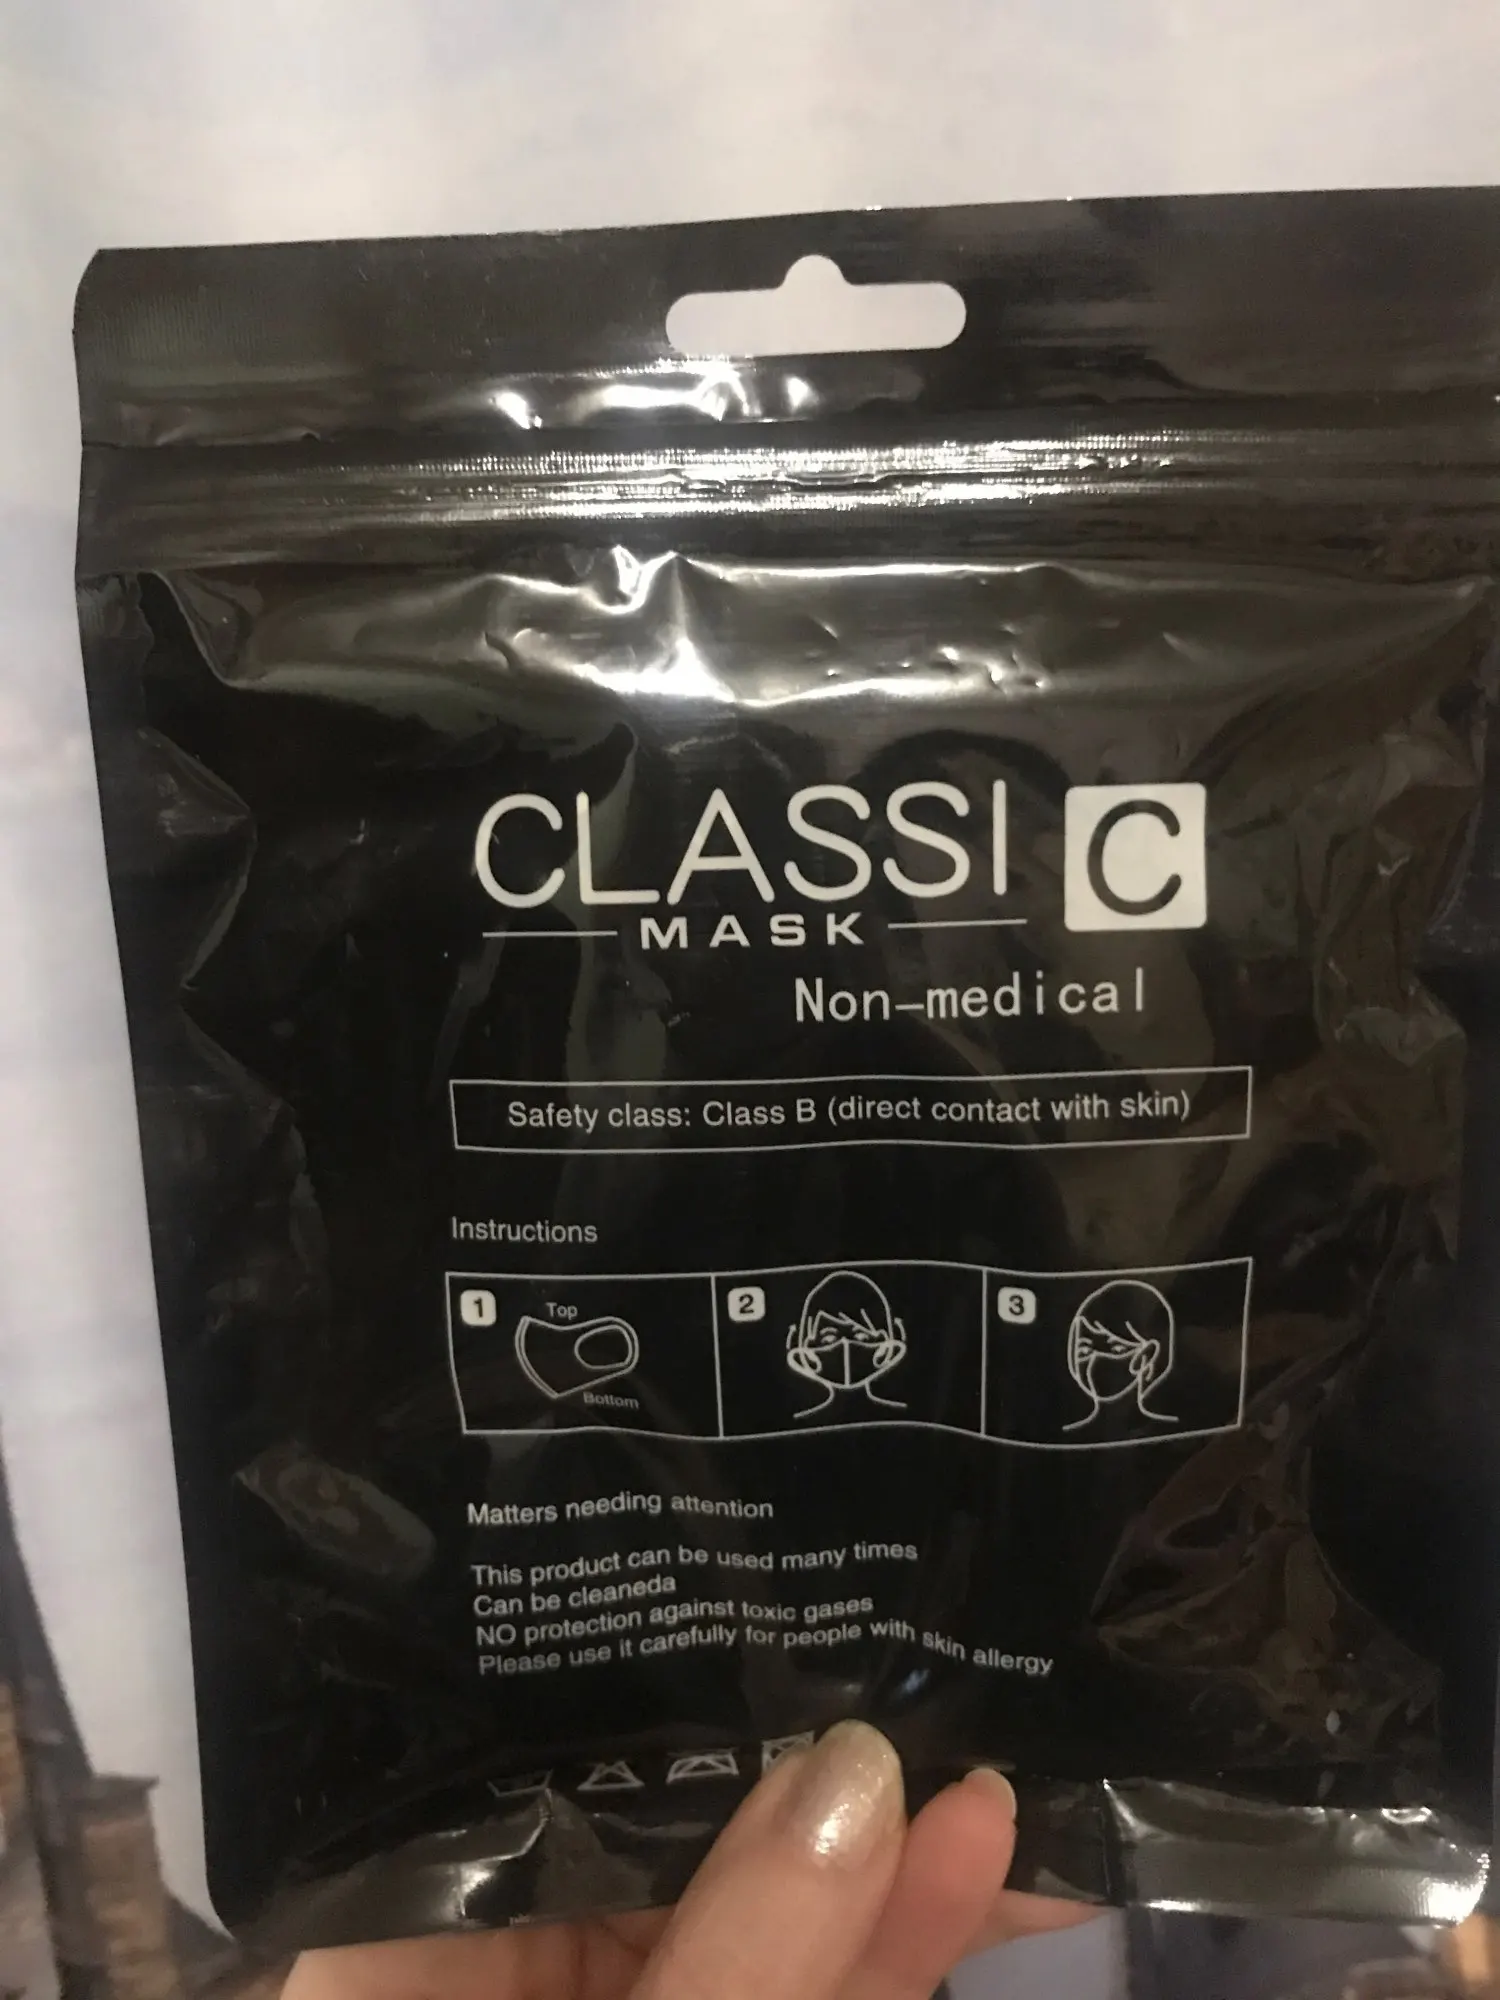 CLASSIC
MASK
Non-medical
Safety class: Class B (direct contact with skin)
Instructions
1 Top Bottom
2
3
Matters needing attention
This product can be used many times
Can be cleaneda
NO protection against toxic gases
Please use it carefully for people with skin allergy